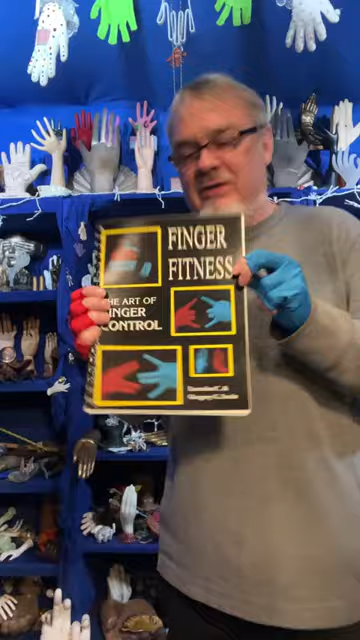 FINGER
FITNESS
THE ART OF
FINGER
CONTROL